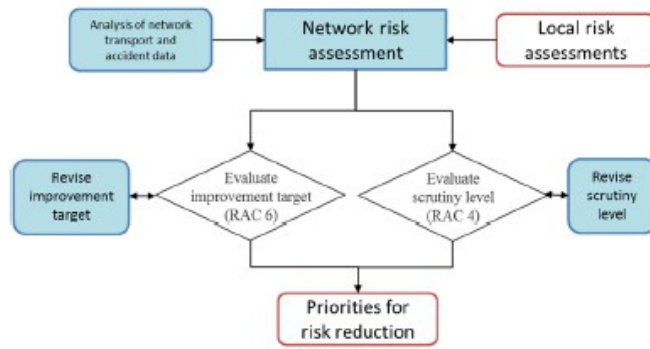 Analysis of network
transport and
accident data
Network risk
assessment
Local risk
assessments
Revise
improvement
target
Evaluate
improvement target
(RAC 6)
Evaluate
scrutiny level
(RAC 4)
Revise
scrutiny
level
Priorities for
risk reduction